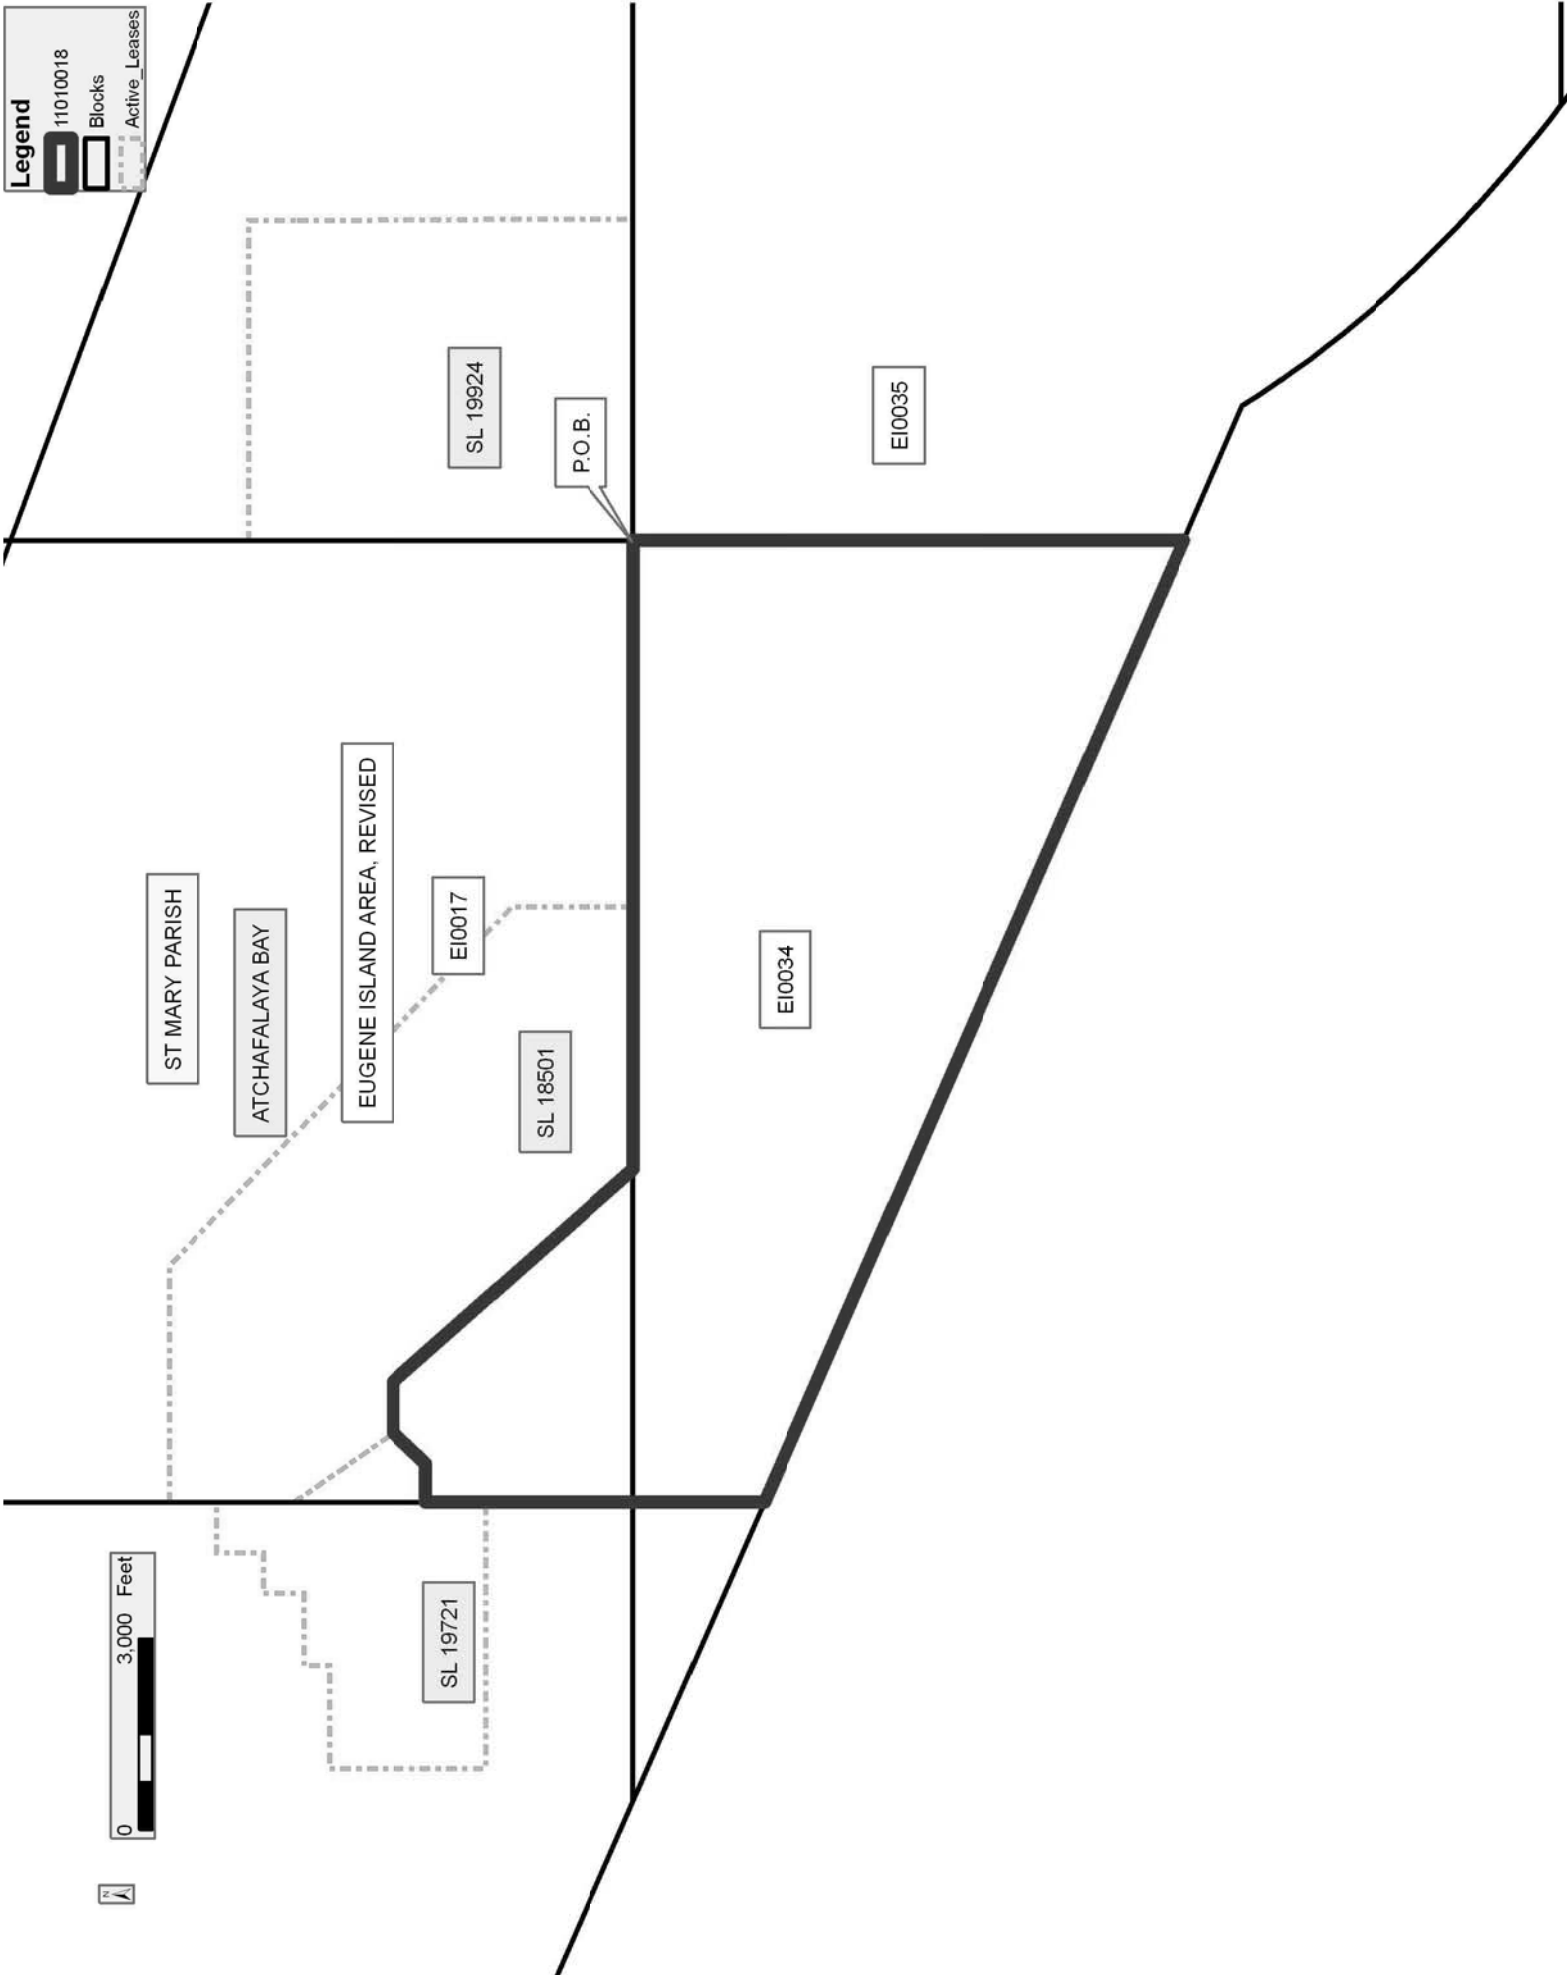 N
0 3,000 Feet
Legend
11010018
Blocks
Active_Leases
ST MARY PARISH
ATCHAFALAYA BAY
EUGENE ISLAND AREA, REVISED
EI0017
SL 19721
SL 18501
SL 19924
P.O.B.
EI0034
EI0035